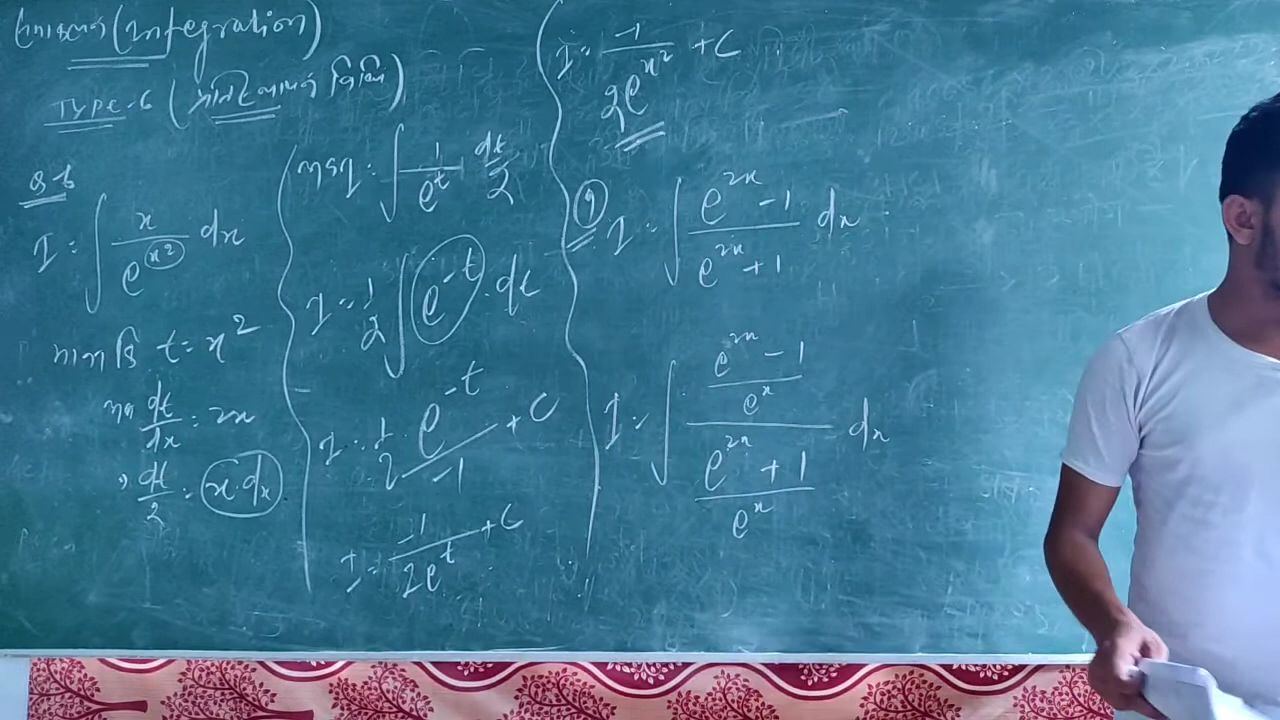 (Integration)
TYPE-6 (
Q-6
I = ∫ x/e^(x²) dx
t = x²
dt/dx = 2x
dt/2 = x·dx
∫ 1/e^t dt/2
I = 1/2 ∫ e^-t · dt
I = 1/2 · e^-t/-1 + C
I = -1/2e^t + C
I = -1/2e^x² + C
I = ∫ (e^2x - 1)/(e^2x + 1) dx
I = ∫ ((e^2x - 1)/e^x)/((e^2x + 1)/e^x) dx